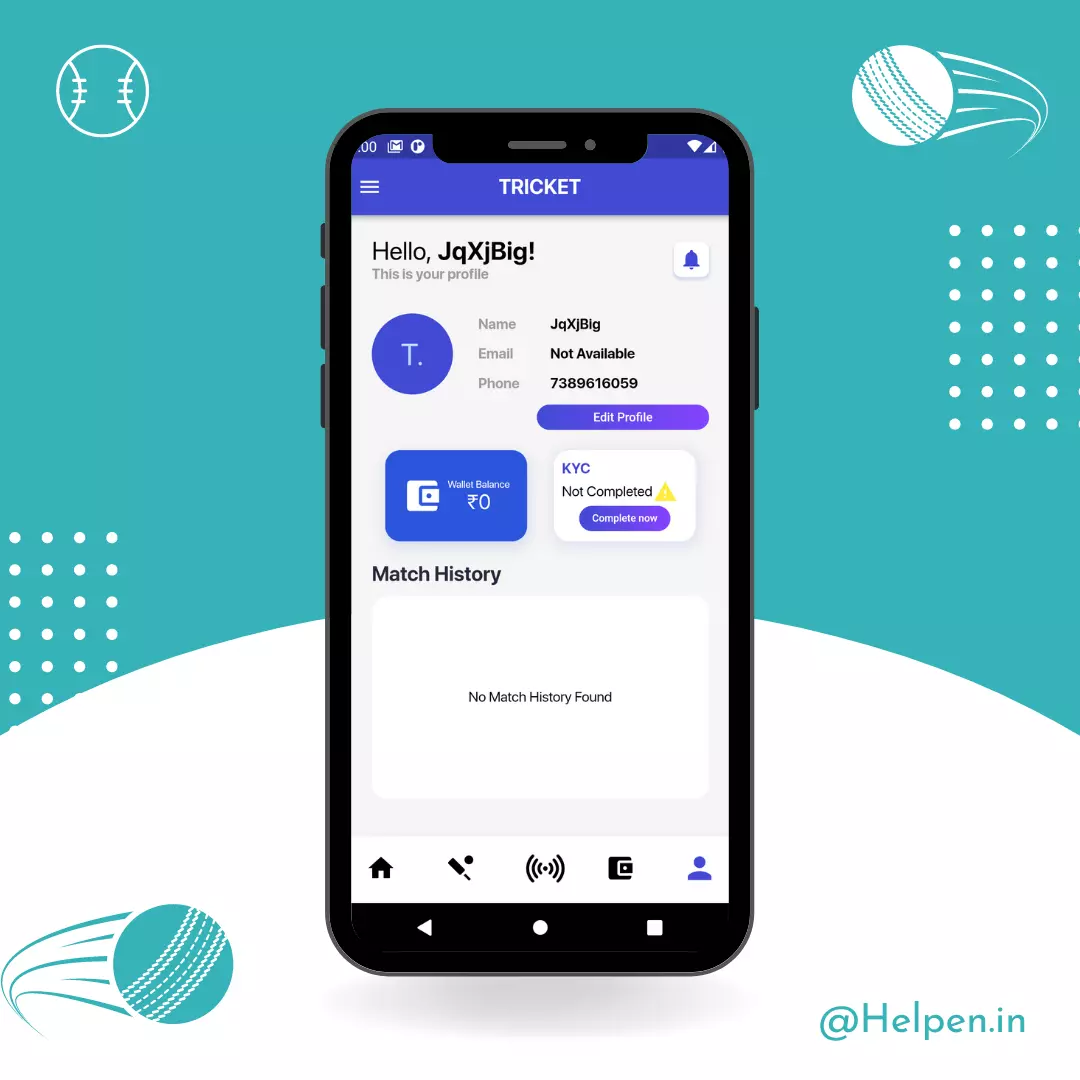 :00
TRICKET
Hello, JqXjBig!
This is your profile
T.
Name JqXjBig
Email Not Available
Phone 7389616059
Edit Profile
Wallet Balance
₹0
KYC
Not Completed
Complete now
Match History
No Match History Found
@Helpen.in